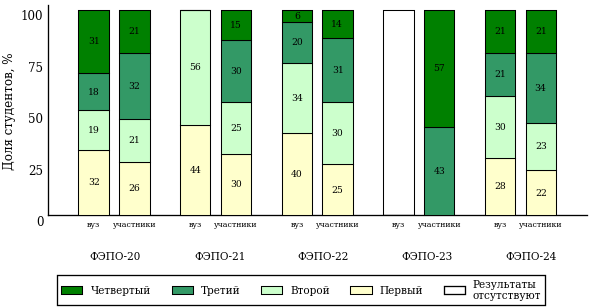 Доля студентов, %
100
75
50
25
0
31 21 15 6 14 57 21 21
18 32 56 30 20 31 21 34
19 21 25 34 30 43 30 23
32 26 44 30 40 25 28 22
вуз участники вуз участники вуз участники вуз участники вуз участники
ФЭПО-20 ФЭПО-21 ФЭПО-22 ФЭПО-23 ФЭПО-24
Четвертый Третий Второй Первый Результаты
отсутствуют